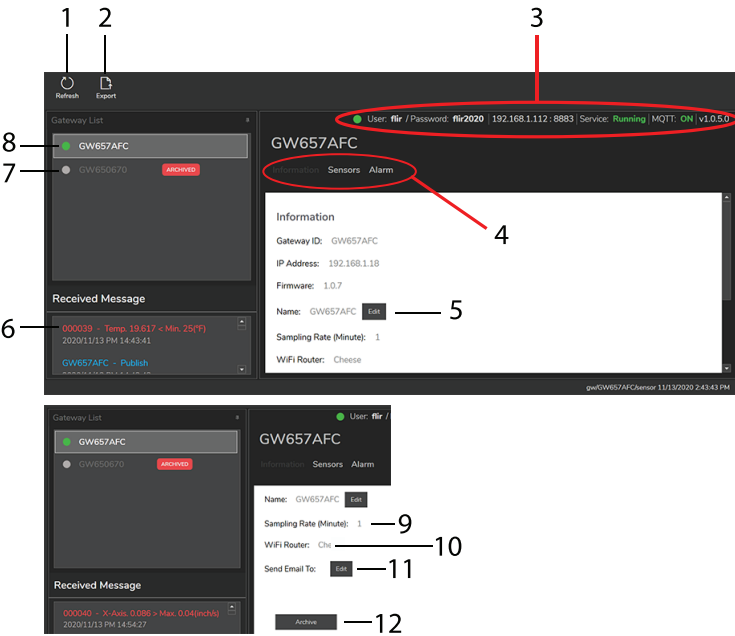 1 2 3
Refresh Export
Gateway List
User: flir / Password: flir2020 | 192.168.1.112 : 8883 | Service: Running | MQTT: ON | v1.0.5.0
8 GW657AFC
GW657AFC
7 GW650670 ARCHIVED
Information Sensors Alarm
4
Information
Gateway ID: GW657AFC
IP Address: 192.168.1.18
Firmware: 1.0.7
Received Message
Name: GW657AFC Edit 5
6 000039 - Temp. 19.617 < Min. 25(°F)
2020/11/13 PM 14:43:41
Sampling Rate (Minute): 1
GW657AFC - Publish
WiFi Router: Cheese
gw/GW657AFC/sensor 11/13/2020 2:43:43 PM
Gateway List
User: flir /
GW657AFC
GW657AFC
GW650670 ARCHIVED
Information Sensors Alarm
Name: GW657AFC Edit
Sampling Rate (Minute): 1 9
WiFi Router: Che 10
Send Email To: Edit 11
Received Message
000040 - X-Axis. 0.086 > Max. 0.04(inch/s)
2020/11/13 PM 14:54:27
Archive 12